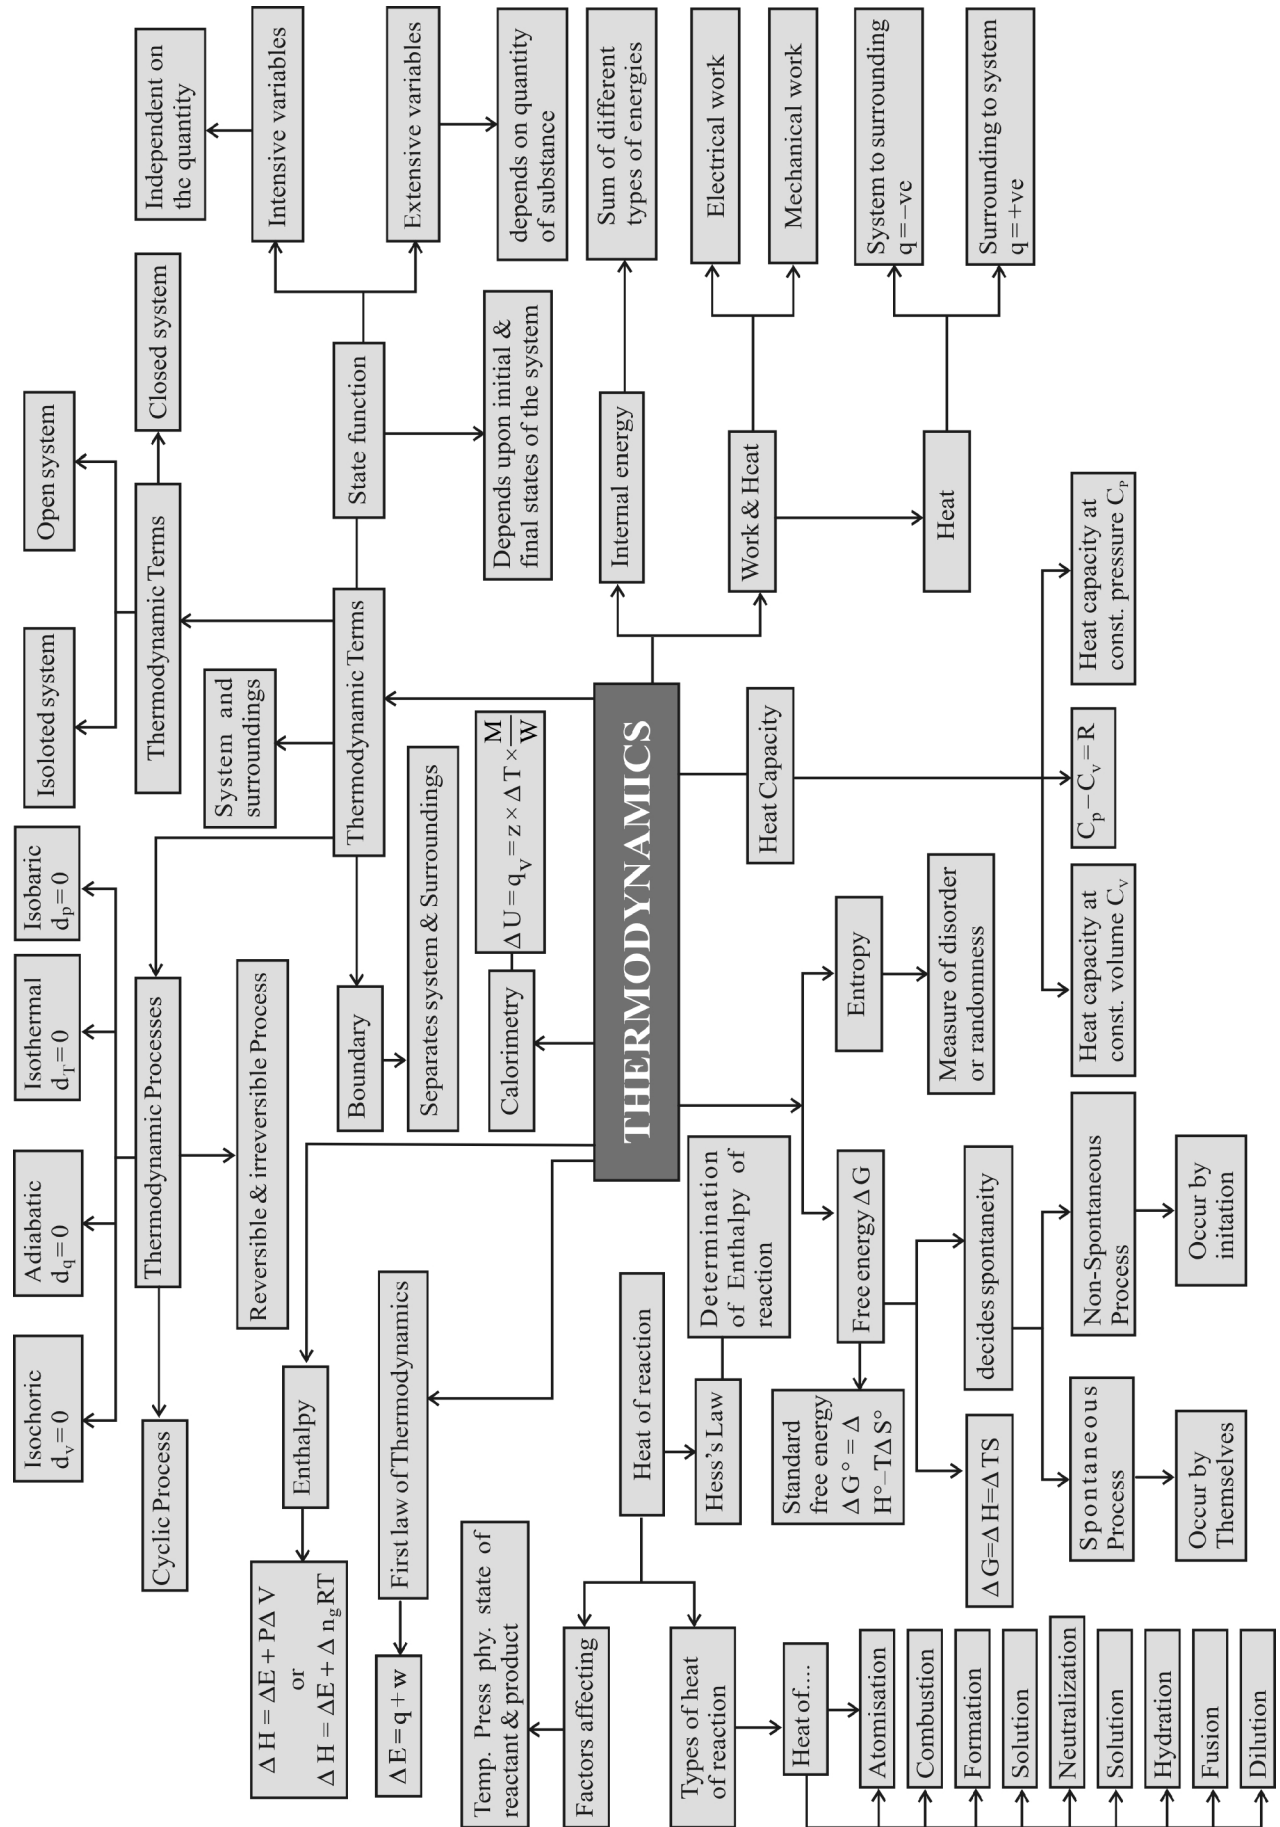 Isochoric
d_v=0
Adiabatic
d_q=0
Isothermal
d_T=0
Isobaric
d_p=0
Isoloted system
Open system
Cyclic Process
Thermodynamic Processes
Thermodynamic Terms
Closed system
Independent on
the quantity
Reversible & irreversible Process
System and
surroundings
Intensive variables
ΔH = ΔE + PΔV
or
ΔH = ΔE + Δn_gRT
Enthalpy
Boundary
Thermodynamic Terms
State function
Extensive variables
ΔE = q + w
First law of Thermodynamics
Separates system & Surroundings
Depends upon initial &
final states of the system
depends on quantity
of substance
Temp. Press phy. state of
reactant & product
Calorimetry
ΔU = q_V = z × ΔT × M/W
Factors affecting
Heat of reaction
THERMODYNAMICS
Internal energy
Sum of different
types of energies
Types of heat
of reaction
Hess's Law
Determination
of Enthalpy of
reaction
Heat Capacity
Work & Heat
Electrical work
Mechanical work
Heat of....
Standard
free energy
ΔG° = Δ
H°–TΔS°
Free energy ΔG
Entropy
Measure of disorder
or randomness
Heat
System to surrounding
q = –ve
Surrounding to system
q = +ve
Atomisation
Combustion
Formation
Solution
Neutralization
Solution
Hydration
Fusion
Dilution
ΔG=ΔH=ΔTS
decides spontaneity
Spontaneous
Process
Non-Spontaneous
Process
Occur by
Themselves
Occur by
initation
Heat capacity at
const. volume C_V
C_p – C_v = R
Heat capacity at
const. pressure C_P